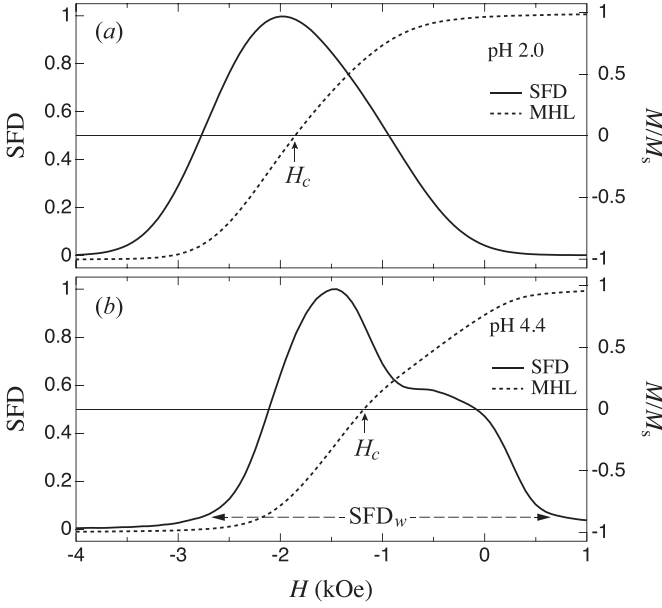 (a)
pH 2.0
SFD
MHL
H_c
SFD
M/M_s
1
0.8
0.6
0.4
0.2
0
1
0.5
0
-0.5
-1
(b)
pH 4.4
SFD
MHL
H_c
SFD_w
SFD
M/M_s
1
0.8
0.6
0.4
0.2
0
1
0.5
0
-0.5
-1
-4 -3 -2 -1 0 1
H (kOe)